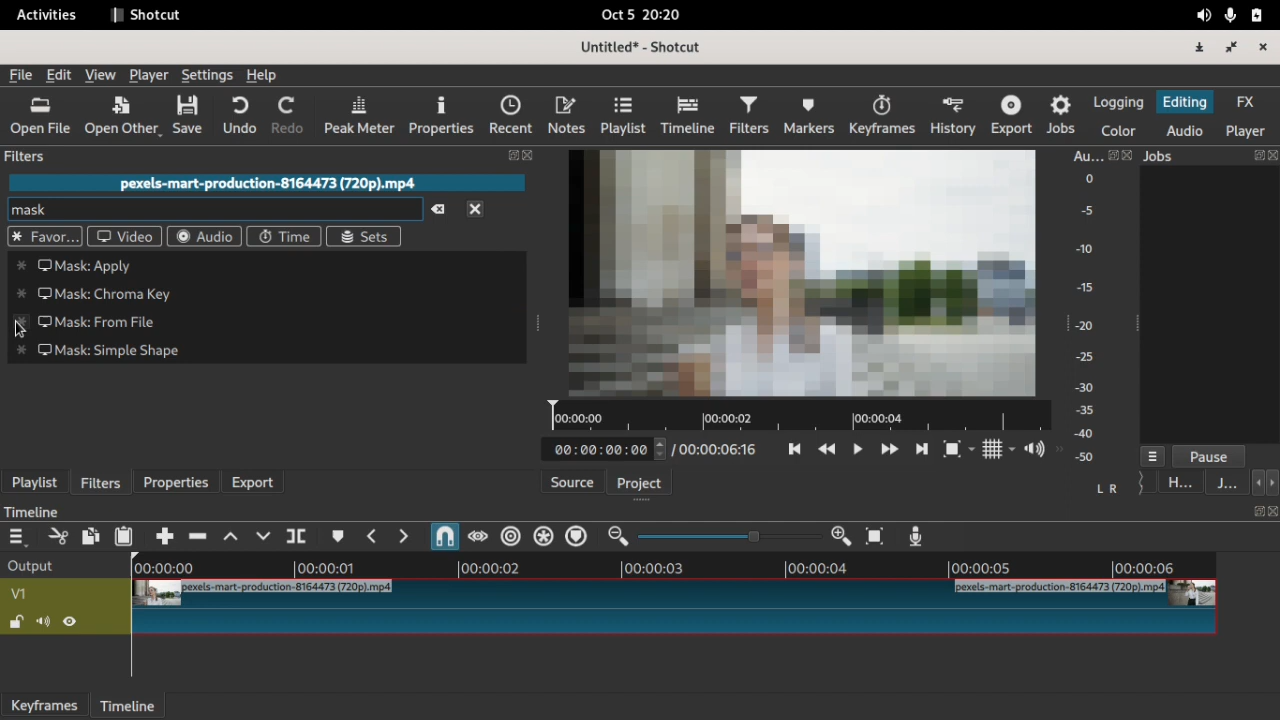 Activities Shotcut Oct 5 20:20
Untitled* - Shotcut
File Edit View Player Settings Help
Open File Open Other Save Undo Redo Peak Meter Properties Recent Notes Playlist Timeline Filters Markers Keyframes History Export Jobs
Logging Editing FX
Color Audio Player
Filters
pexels-mart-production-8164473 (720p).mp4
mask
Favor... Video Audio Time Sets
Mask: Apply
Mask: Chroma Key
Mask: From File
Mask: Simple Shape
00:00:00 00:00:02 00:00:04
00:00:00:00 / 00:00:06:16
Au...
0
-5
-10
-15
-20
-25
-30
-35
-40
-50
L R
Jobs
Pause
H... J...
Playlist Filters Properties Export
Source Project
Timeline
Output 00:00:00 00:00:01 00:00:02 00:00:03 00:00:04 00:00:05 00:00:06
V1 pexels-mart-production-8164473 (720p).mp4 pexels-mart-production-8164473 (720p).mp4
Keyframes Timeline